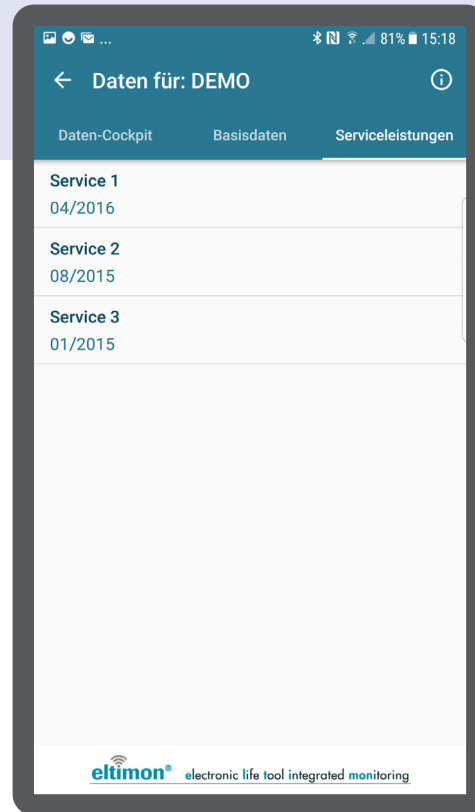 ... 81% 15:18
Daten für: DEMO
Daten-Cockpit Basisdaten Serviceleistungen
Service 1
04/2016
Service 2
08/2015
Service 3
01/2015
eltimon® electronic life tool integrated monitoring